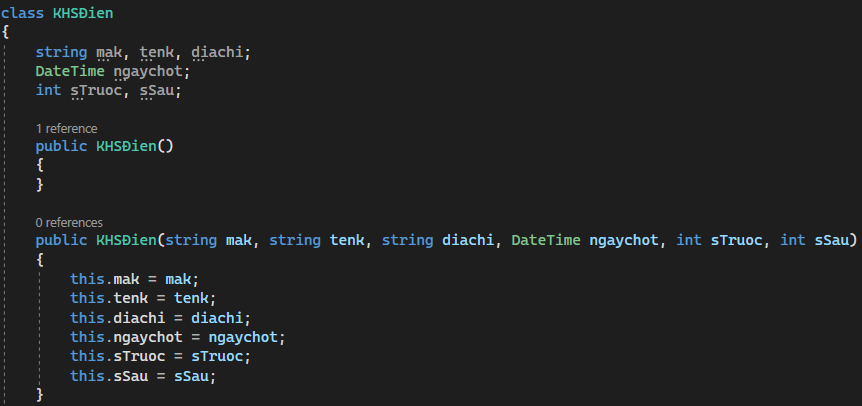 class KHSĐien
{
string mak, tenk, diachi;
DateTime ngaychot;
int sTruoc, sSau;
1 reference
public KHSĐien()
{
}
0 references
public KHSĐien(string mak, string tenk, string diachi, DateTime ngaychot, int sTruoc, int sSau)
{
this.mak = mak;
this.tenk = tenk;
this.diachi = diachi;
this.ngaychot = ngaychot;
this.sTruoc = sTruoc;
this.sSau = sSau;
}